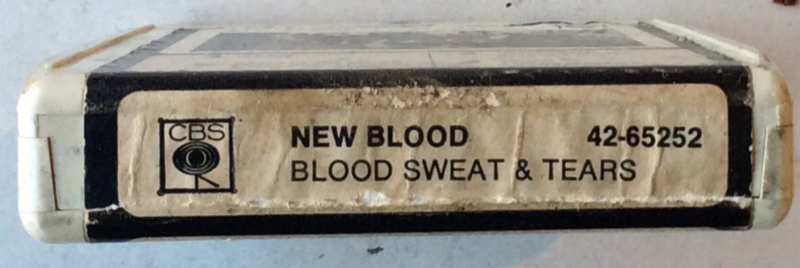 CBS
NEW BLOOD 42-65252
BLOOD SWEAT & TEARS